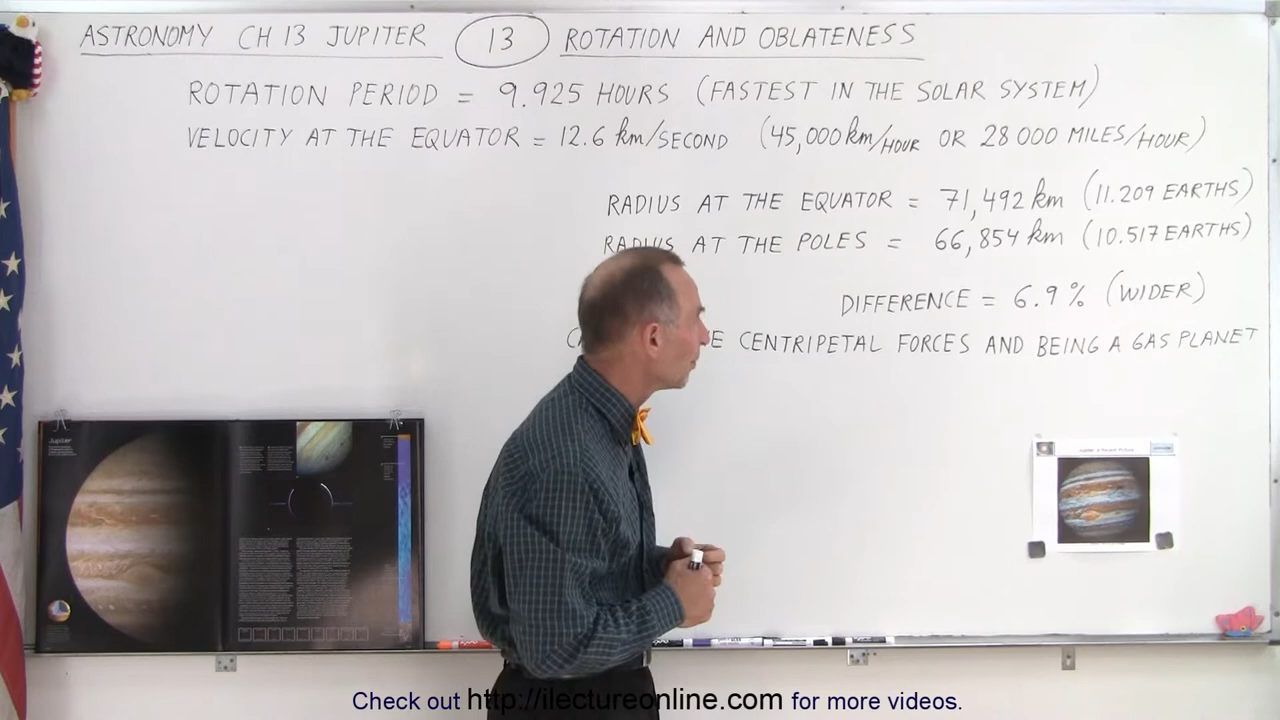 ASTRONOMY CH 13 JUPITER 13 ROTATION AND OBLATENESS
ROTATION PERIOD = 9.925 HOURS (FASTEST IN THE SOLAR SYSTEM)
VELOCITY AT THE EQUATOR = 12.6 km/SECOND (45,000 km/HOUR OR 28 000 MILES/HOUR)
RADIUS AT THE EQUATOR = 71,492 km (11.209 EARTHS)
RADIUS AT THE POLES = 66,854 km (10.517 EARTHS)
DIFFERENCE = 6.9% (WIDER)
CENTRIPETAL FORCES AND BEING A GAS PLANET
Jupiter
Check out http://ilectureonline.com for more videos.